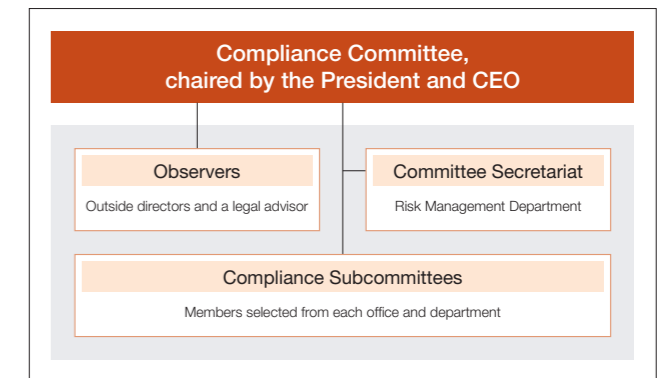 Compliance Committee,
chaired by the President and CEO
Observers
Outside directors and a legal advisor
Committee Secretariat
Risk Management Department
Compliance Subcommittees
Members selected from each office and department